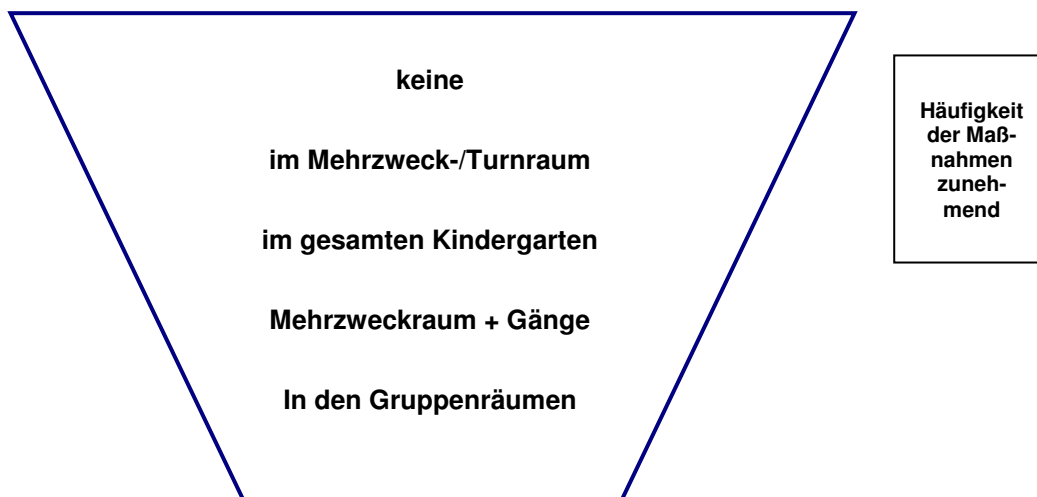 keine
im Mehrzweck-/Turnraum
im gesamten Kindergarten
Mehrzweckraum + Gänge
In den Gruppenräumen
Häufigkeit
der Maß-
nahmen
zuneh-
mend